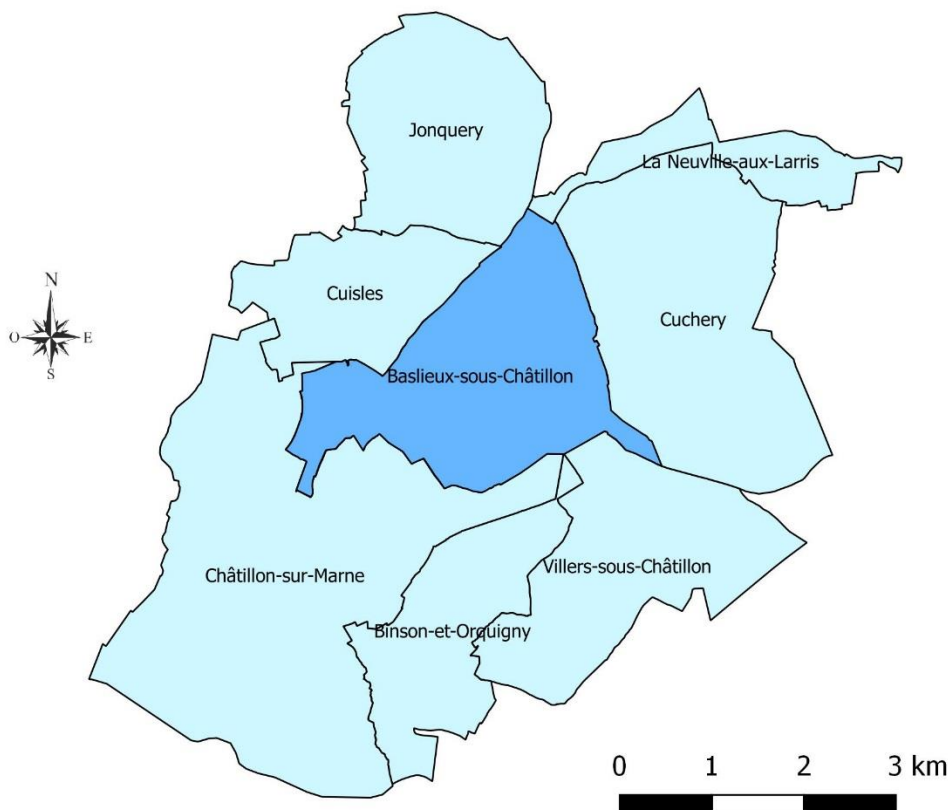 Jonquery
La Neuville-aux-Larris
N
Cuisles
Cuchery
O E
S
Baslieux-sous-Châtillon
Châtillon-sur-Marne
Villers-sous-Châtillon
Binson-et-Orquigny
0 1 2 3 km